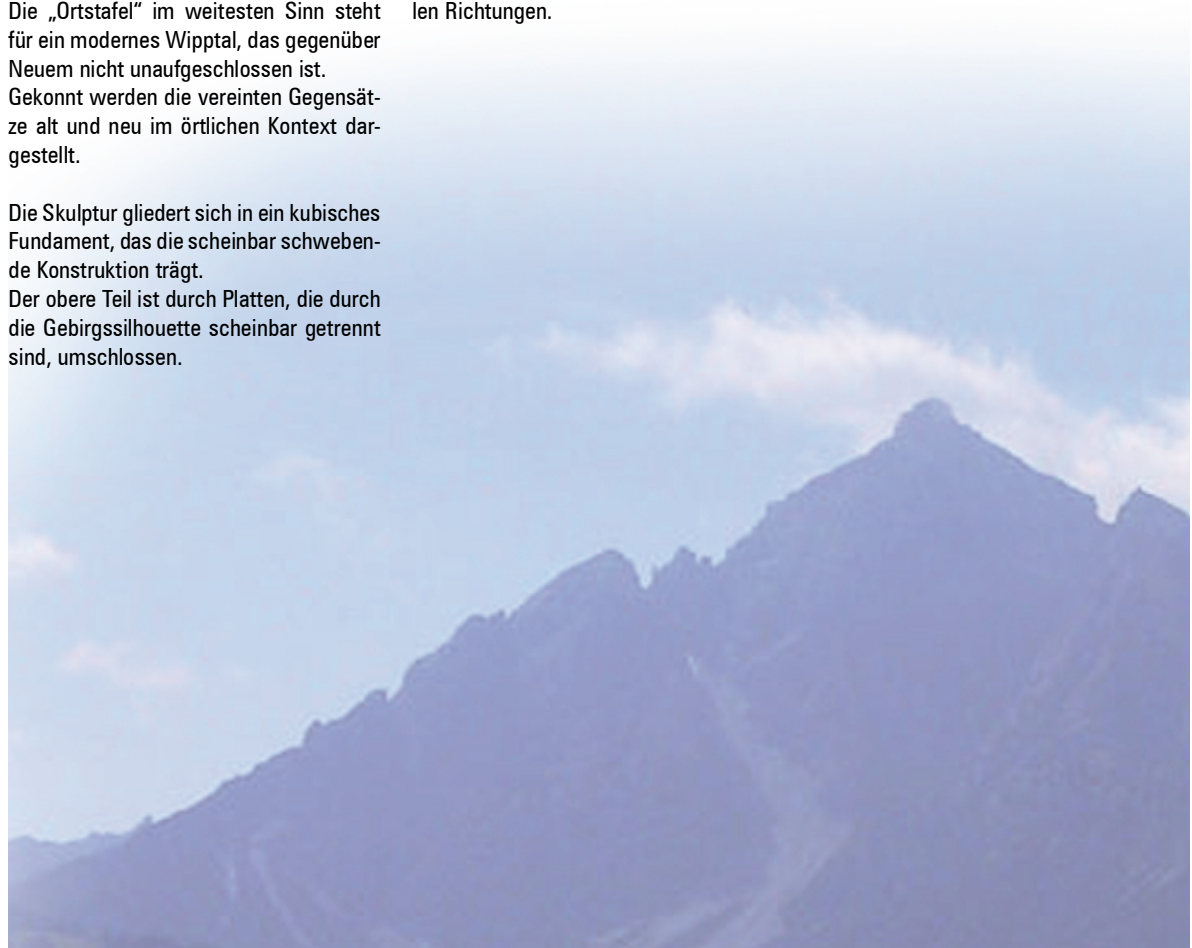 Die „Ortstafel“ im weitesten Sinn steht
für ein modernes Wipptal, das gegenüber
Neuem nicht unaufgeschlossen ist.
Gekonnt werden die vereinten Gegensät-
ze alt und neu im örtlichen Kontext dar-
gestellt.
Die Skulptur gliedert sich in ein kubisches
Fundament, das die scheinbar schweben-
de Konstruktion trägt.
Der obere Teil ist durch Platten, die durch
die Gebirgssilhouette scheinbar getrennt
sind, umschlossen.
len Richtungen.